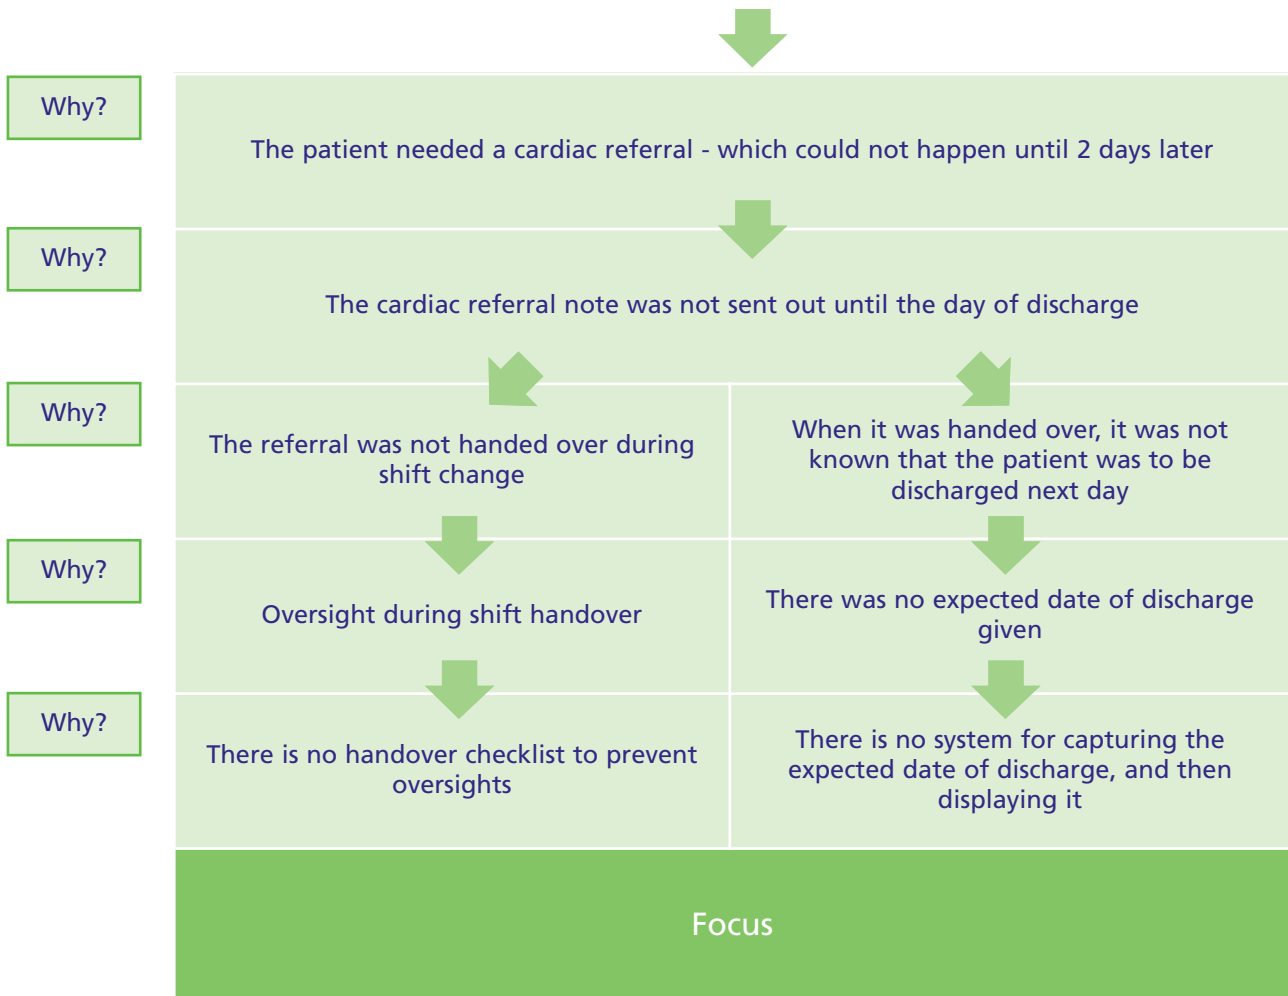 Why?
The patient needed a cardiac referral - which could not happen until 2 days later
Why?
The cardiac referral note was not sent out until the day of discharge
Why?
The referral was not handed over during
shift change
When it was handed over, it was not
known that the patient was to be
discharged next day
Why?
Oversight during shift handover
There was no expected date of discharge
given
Why?
There is no handover checklist to prevent
oversights
There is no system for capturing the
expected date of discharge, and then
displaying it
Focus